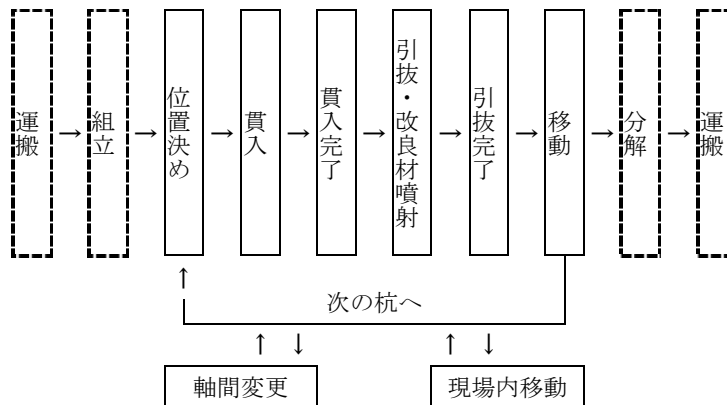 運搬
→
組立
→
位置決め
→
貫入
→
貫入完了
→
引抜・改良材噴射
→
引抜完了
→
移動
→
分解
→
運搬
↑
次の杭へ
↑ ↓
↑ ↓
軸間変更
現場内移動